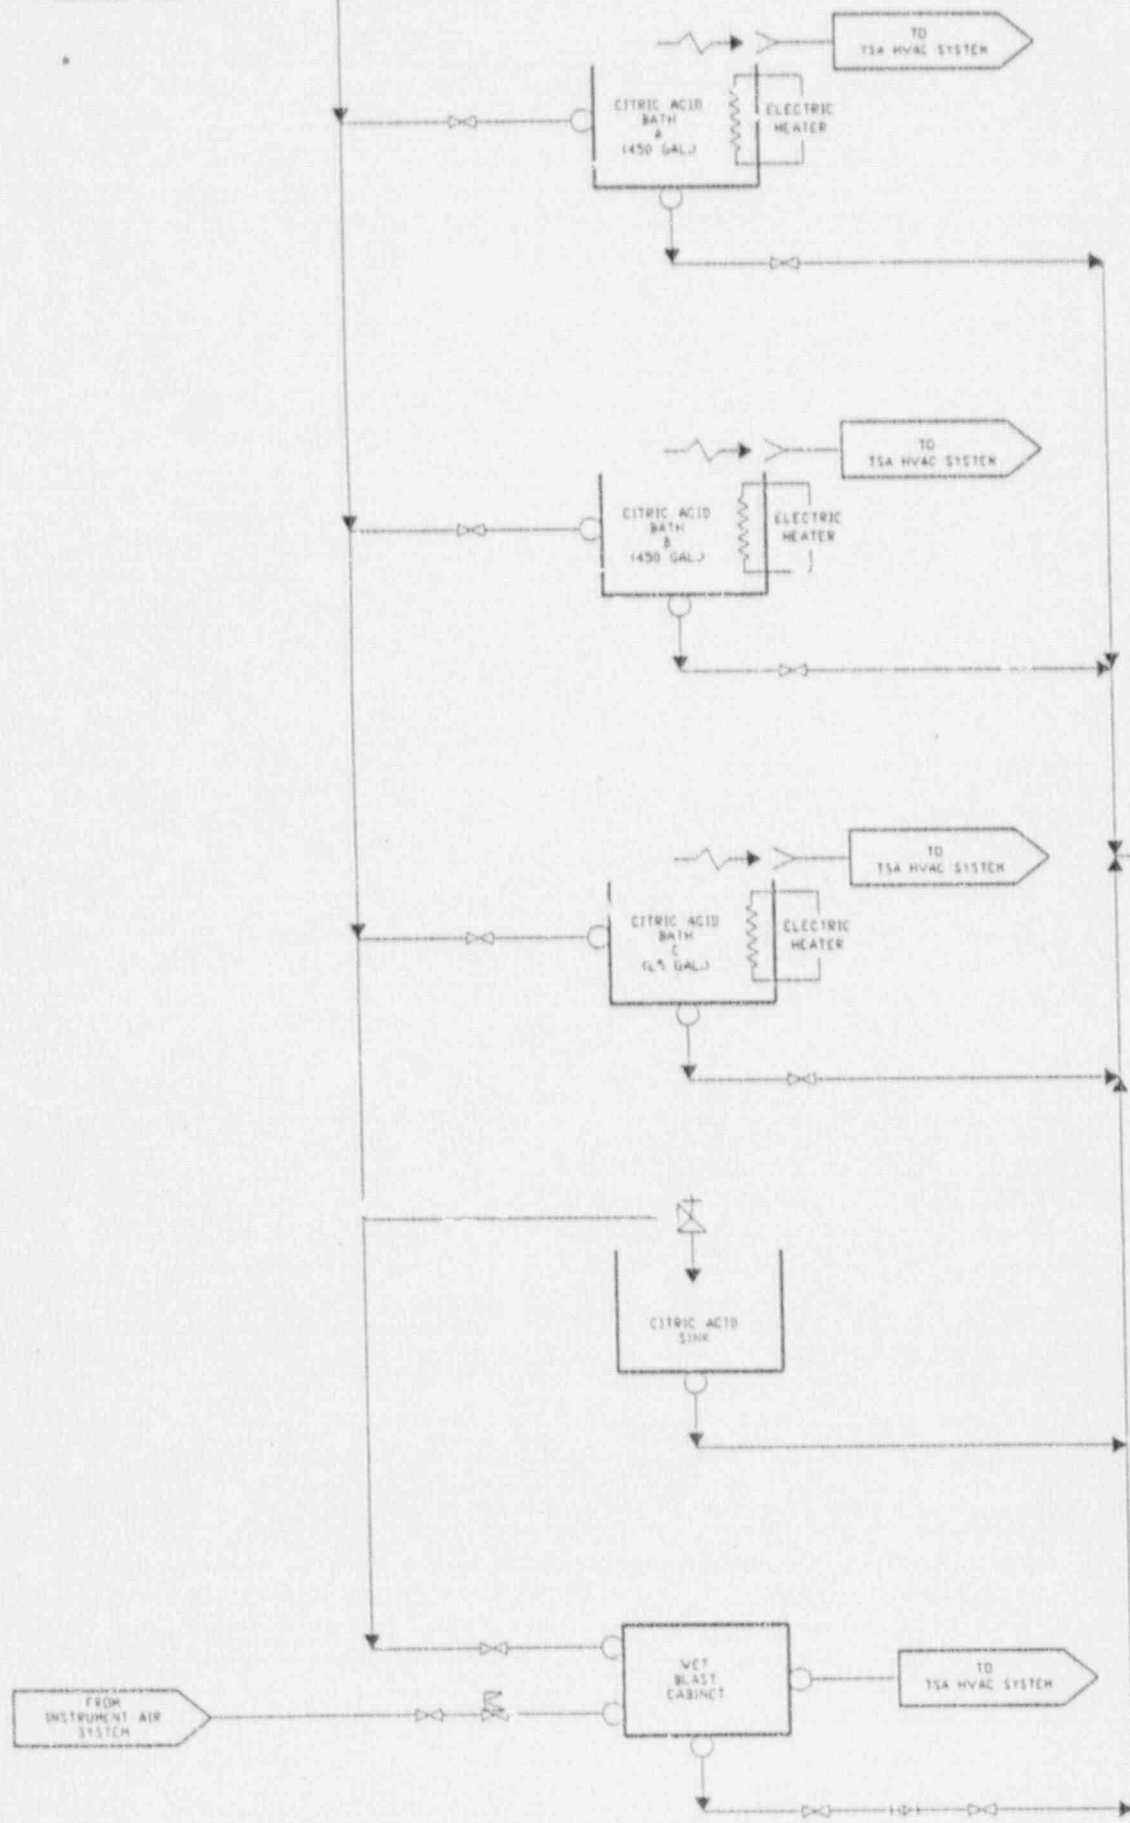 TO
TSA HVAC SYSTEM
CITRIC ACID
BATH
A
(450 GAL.)
ELECTRIC
HEATER
TO
TSA HVAC SYSTEM
CITRIC ACID
BATH
B
(450 GAL.)
ELECTRIC
HEATER
TO
TSA HVAC SYSTEM
CITRIC ACID
BATH
C
GAL.)
ELECTRIC
HEATER
CITRIC ACID
SINK
WET
BLAST
CABINET
TO
TSA HVAC SYSTEM
FROM
INSTRUMENT AIR
SYSTEM